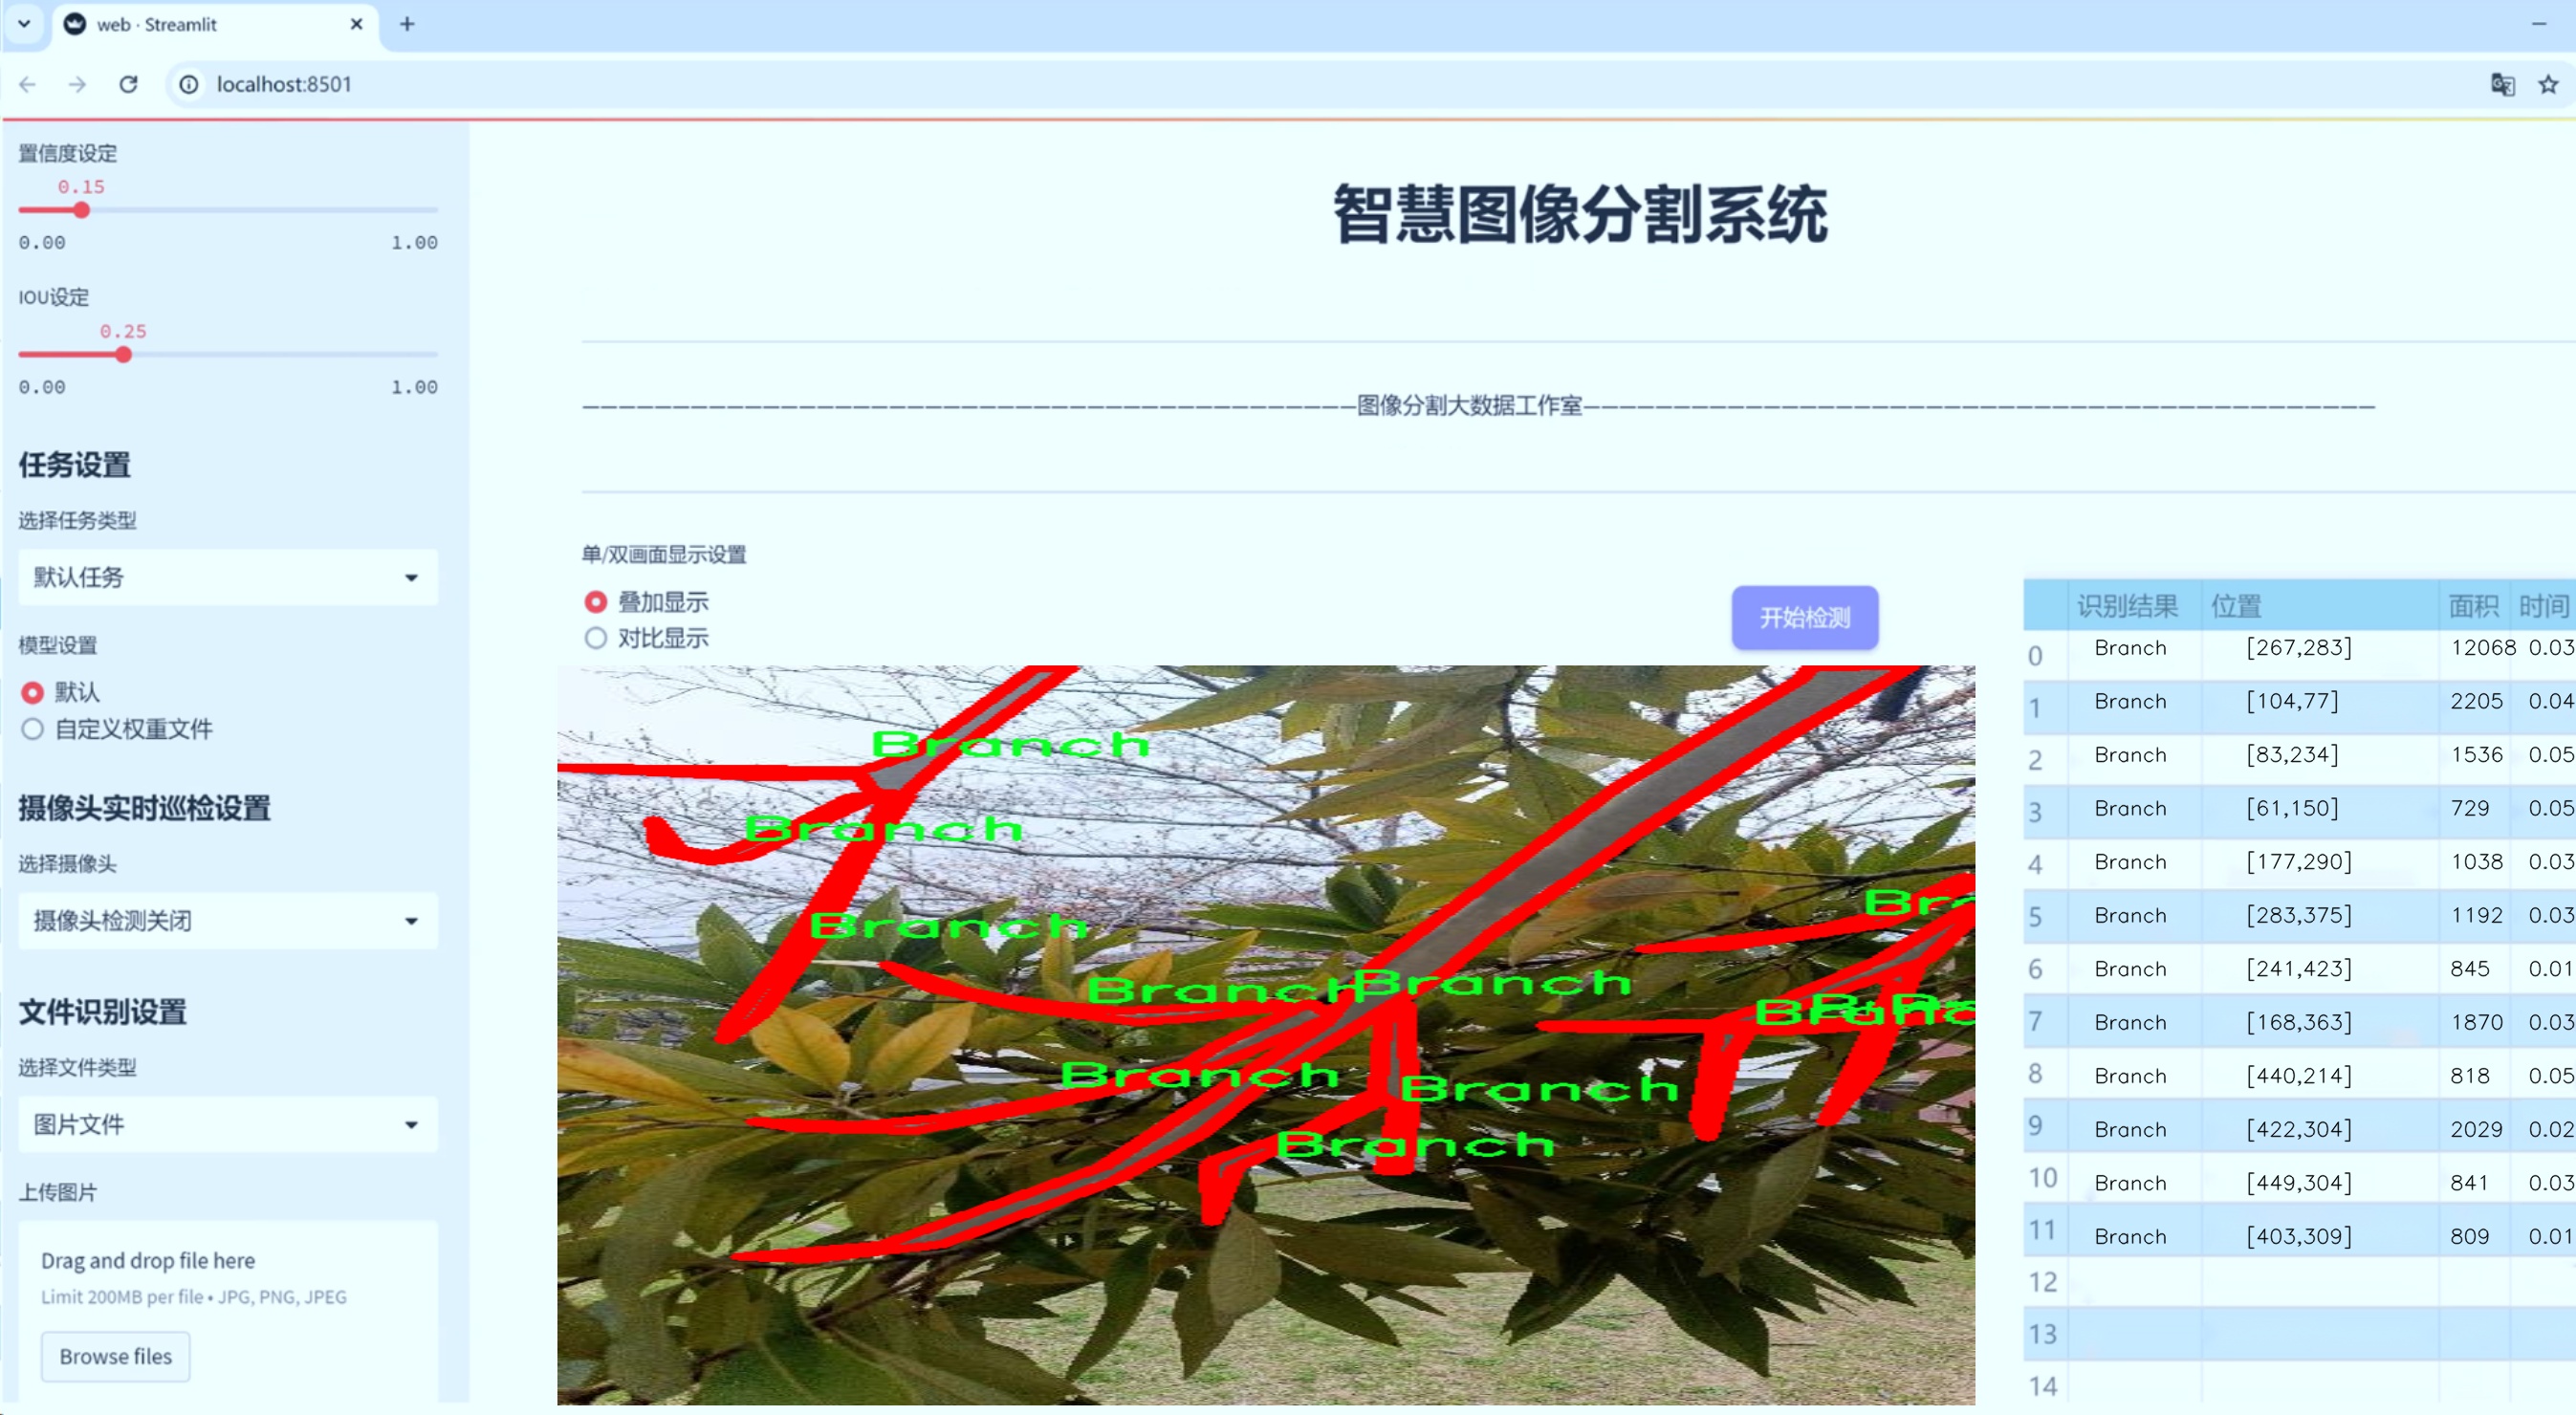 web · Streamlit
localhost:8501
置信度设定
0.15
0.00 1.00
IOU设定
0.25
0.00 1.00
任务设置
选择任务类型
默认任务
模型设置
默认
自定义权重文件
摄像头实时巡检设置
选择摄像头
摄像头检测关闭
文件识别设置
选择文件类型
图片文件
上传图片
Drag and drop file here
Limit 200MB per file • JPG, PNG, JPEG
Browse files
智慧图像分割系统
图像分割大数据工作室
单/双画面显示设置
叠加显示
对比显示
开始检测
Branch
Branch
Branch
Branch
Branch
Branch
Branch
Branch
识别结果 位置 面积 时间
0 Branch [267,283] 12068 0.03
1 Branch [104,77] 2205 0.04
2 Branch [83,234] 1536 0.05
3 Branch [61,150] 729 0.05
4 Branch [177,290] 1038 0.03
5 Branch [283,375] 1192 0.03
6 Branch [241,423] 845 0.01
7 Branch [168,363] 1870 0.03
8 Branch [440,214] 818 0.05
9 Branch [422,304] 2029 0.02
10 Branch [449,304] 841 0.03
11 Branch [403,309] 809 0.01
12
13
14